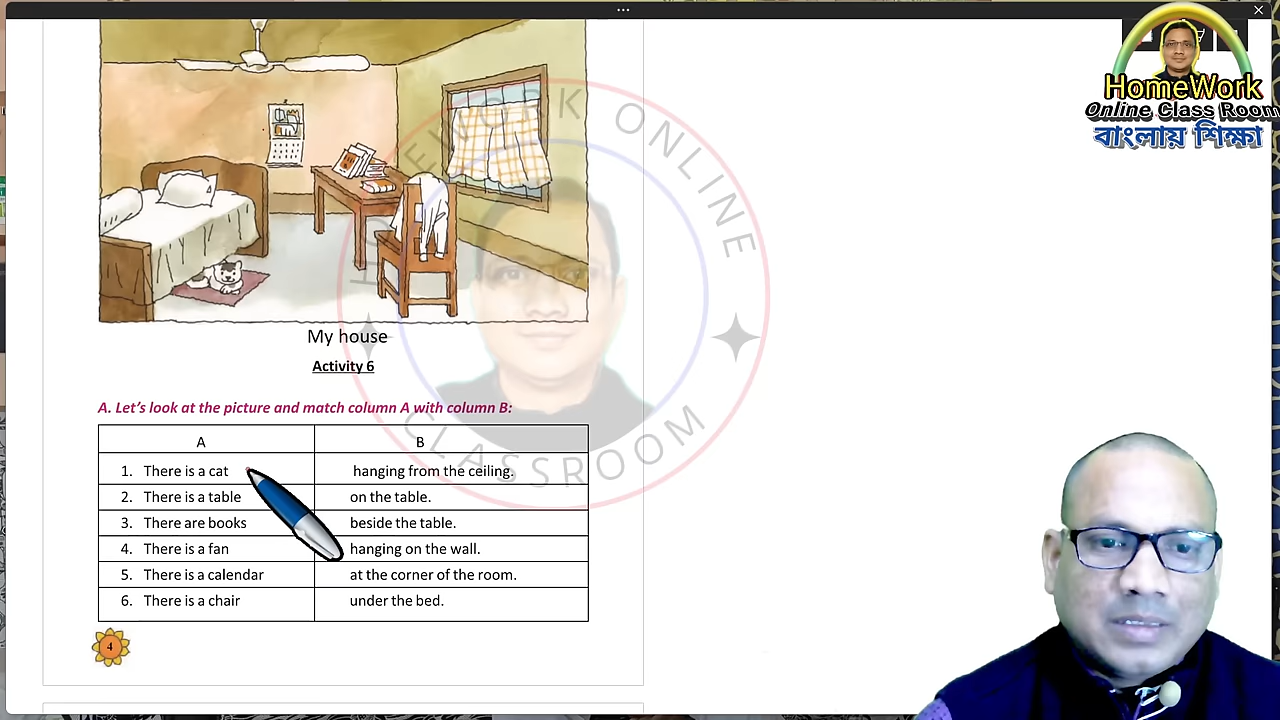 HomeWork
Online Class Room
বাংলায় শিক্ষা
HOMEWORK ONLINE CLASSROOM
My house
Activity 6
A. Let’s look at the picture and match column A with column B:
A B
1. There is a cat hanging from the ceiling.
2. There is a table on the table.
3. There are books beside the table.
4. There is a fan hanging on the wall.
5. There is a calendar at the corner of the room.
6. There is a chair under the bed.
4